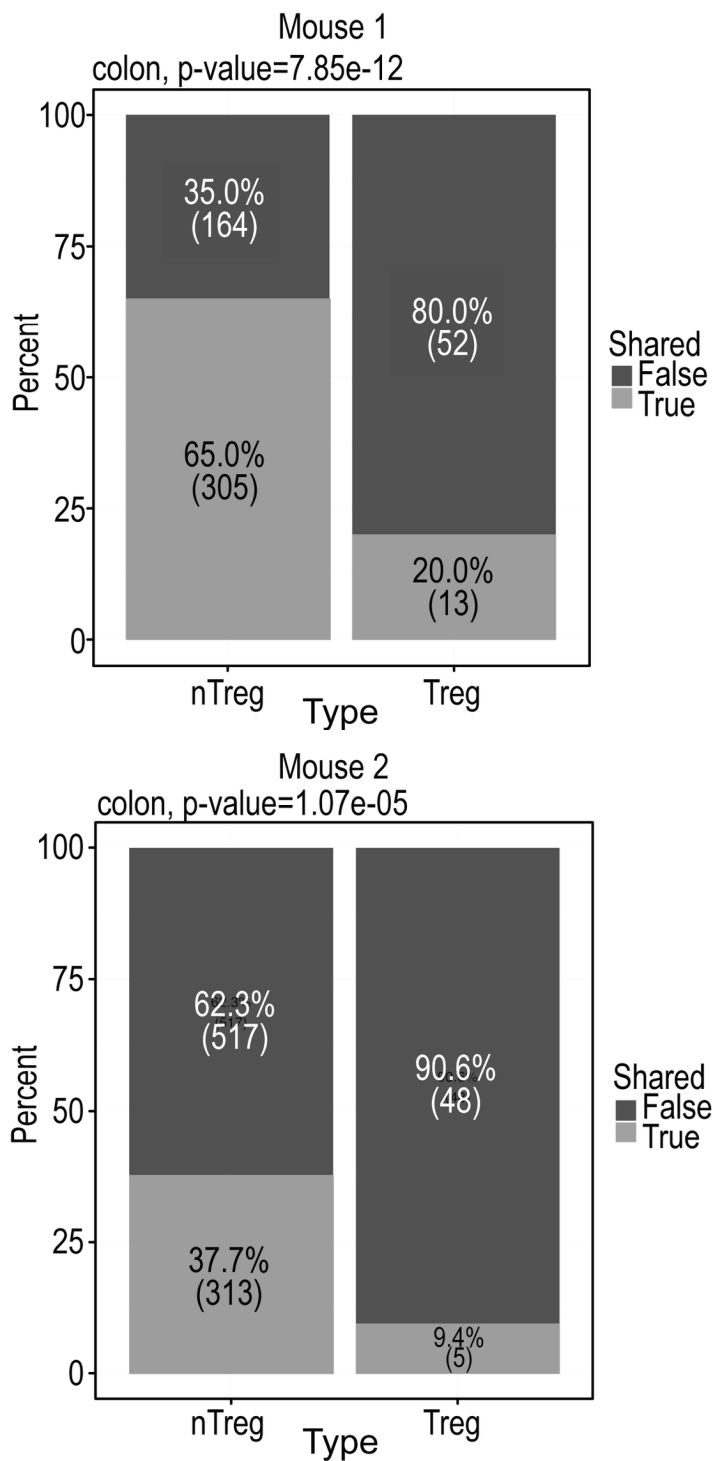 Mouse 1
colon, p-value=7.85e-12
100
75
50
25
0
Percent
35.0%
(164)
65.0%
(305)
80.0%
(52)
20.0%
(13)
Shared
False
True
nTreg
Treg
Type
Mouse 2
colon, p-value=1.07e-05
100
75
50
25
0
Percent
62.3%
(517)
37.7%
(313)
90.6%
(48)
9.4%
(5)
Shared
False
True
nTreg
Treg
Type